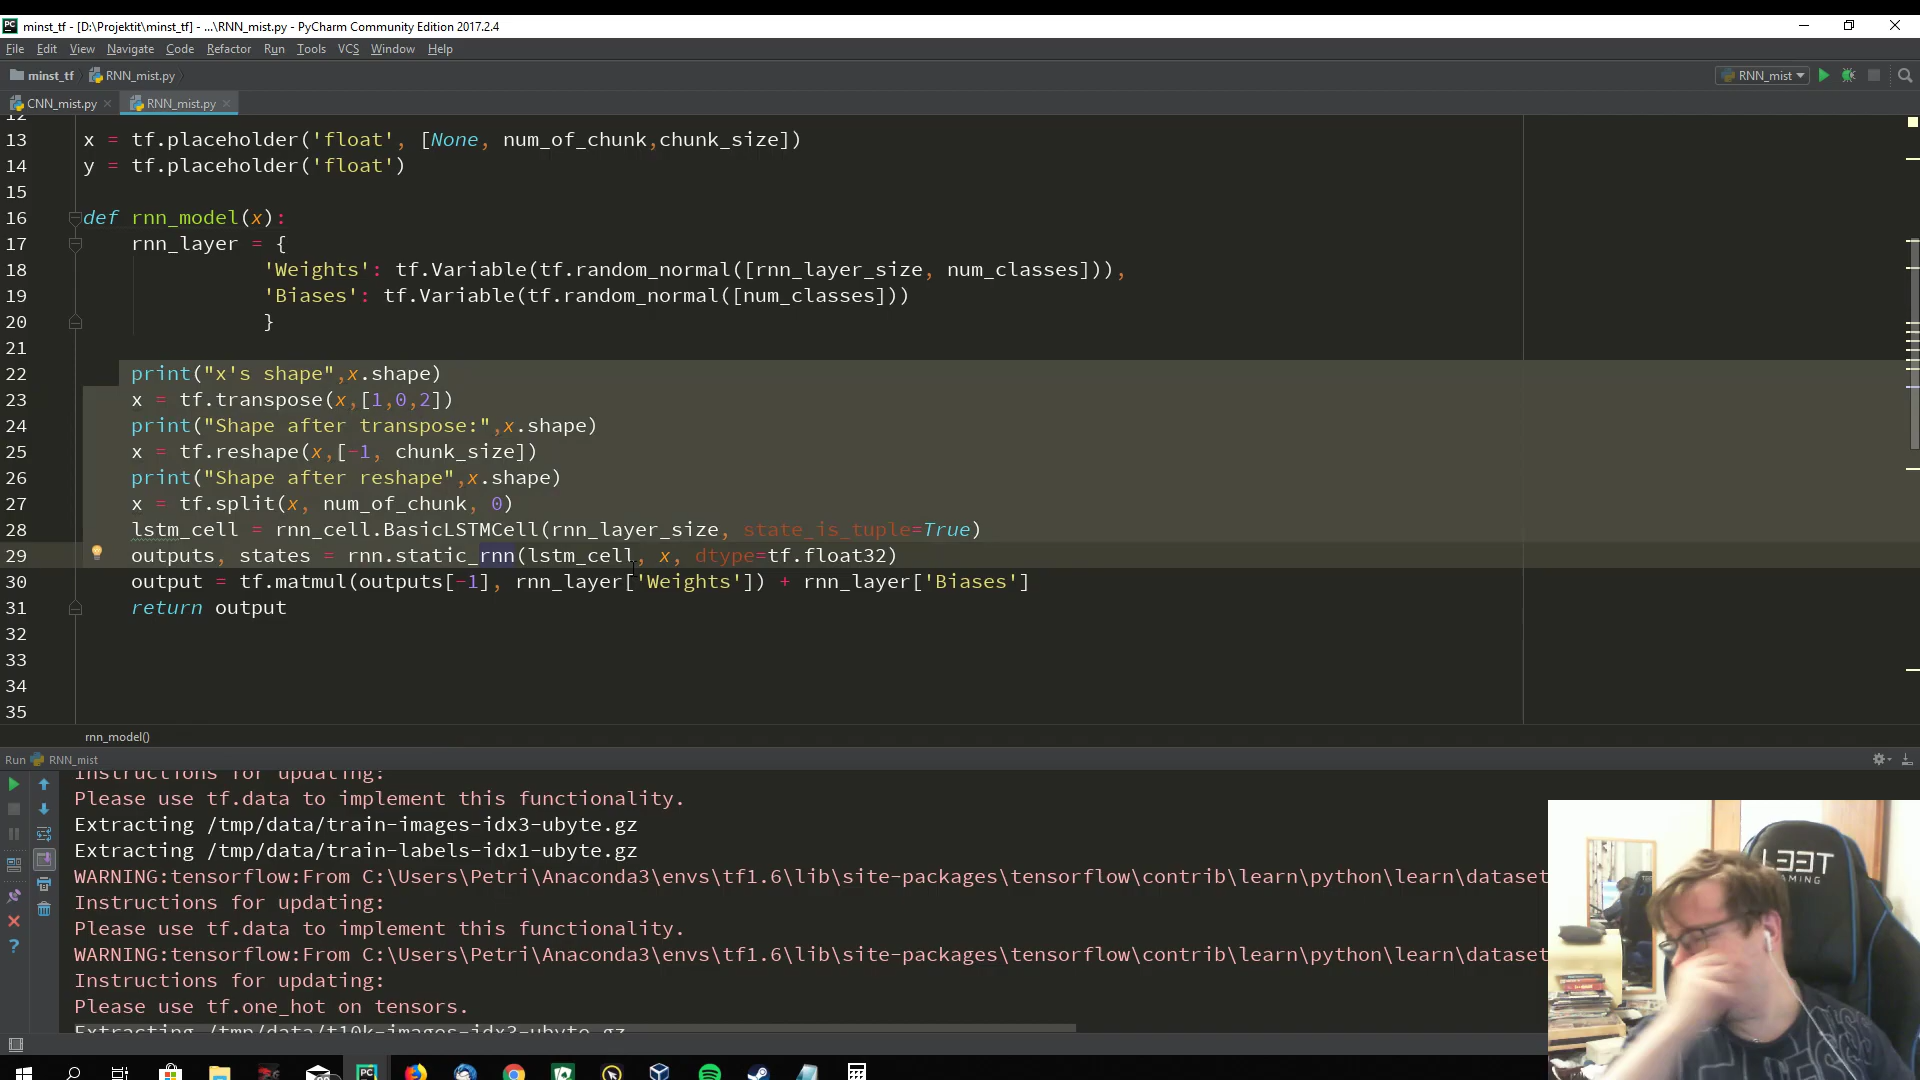 minst_tf - [D:\Projektit\minst_tf] - ...\RNN_mist.py - PyCharm Community Edition 2017.2.4
File Edit View Navigate Code Refactor Run Tools VCS Window Help
minst_tf RNN_mist.py
RNN_mist
CNN_mist.py RNN_mist.py
12
13 x = tf.placeholder('float', [None, num_of_chunk,chunk_size])
14 y = tf.placeholder('float')
15
16 def rnn_model(x):
17 rnn_layer = {
18 'Weights': tf.Variable(tf.random_normal([rnn_layer_size, num_classes])),
19 'Biases': tf.Variable(tf.random_normal([num_classes]))
20 }
21
22 print("x's shape",x.shape)
23 x = tf.transpose(x,[1,0,2])
24 print("Shape after transpose:",x.shape)
25 x = tf.reshape(x,[-1, chunk_size])
26 print("Shape after reshape",x.shape)
27 x = tf.split(x, num_of_chunk, 0)
28 lstm_cell = rnn_cell.BasicLSTMCell(rnn_layer_size, state_is_tuple=True)
29 outputs, states = rnn.static_rnn(lstm_cell, x, dtype=tf.float32)
30 output = tf.matmul(outputs[-1], rnn_layer['Weights']) + rnn_layer['Biases']
31 return output
32
33
34
35
rnn_model()
Run RNN_mist
Instructions for updating:
Please use tf.data to implement this functionality.
Extracting /tmp/data/train-images-idx3-ubyte.gz
Extracting /tmp/data/train-labels-idx1-ubyte.gz
WARNING:tensorflow:From C:\Users\Petri\Anaconda3\envs\tf1.6\lib\site-packages\tensorflow\contrib\learn\python\learn\dataset
Instructions for updating:
Please use tf.data to implement this functionality.
WARNING:tensorflow:From C:\Users\Petri\Anaconda3\envs\tf1.6\lib\site-packages\tensorflow\contrib\learn\python\learn\dataset
Instructions for updating:
Please use tf.one_hot on tensors.
Extracting /tmp/data/t10k-images-idx3-ubyte.gz
L33T
GAMING